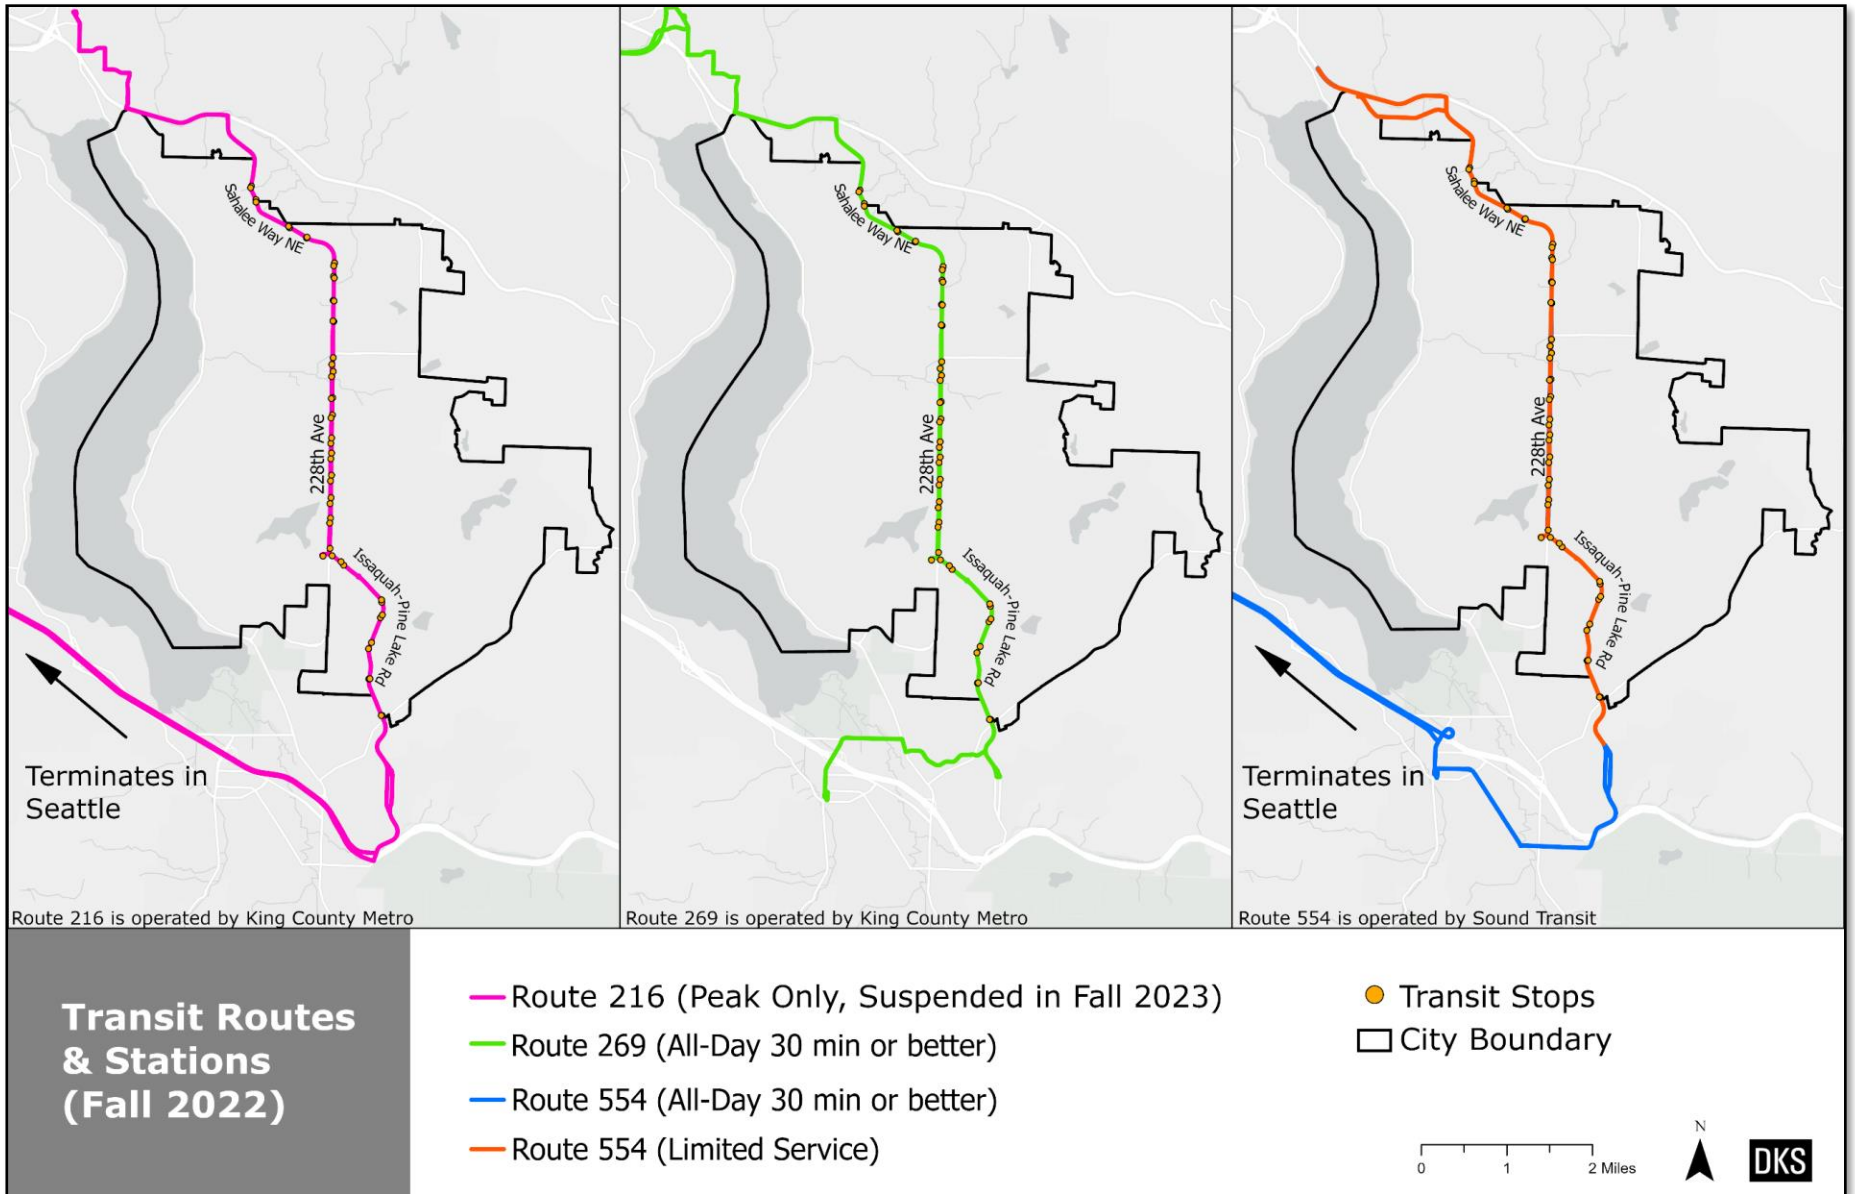 Sahalee Way NE
228th Ave
Issaquah-Pine Lake Rd
Terminates in
Seattle
Route 216 is operated by King County Metro
Sahalee Way NE
228th Ave
Issaquah-Pine Lake Rd
Route 269 is operated by King County Metro
Sahalee Way NE
228th Ave
Issaquah-Pine Lake Rd
Terminates in
Seattle
Route 554 is operated by Sound Transit
Transit Routes
& Stations
(Fall 2022)
Route 216 (Peak Only, Suspended in Fall 2023)
Route 269 (All-Day 30 min or better)
Route 554 (All-Day 30 min or better)
Route 554 (Limited Service)
Transit Stops
City Boundary
0 1 2 Miles
N
DKS